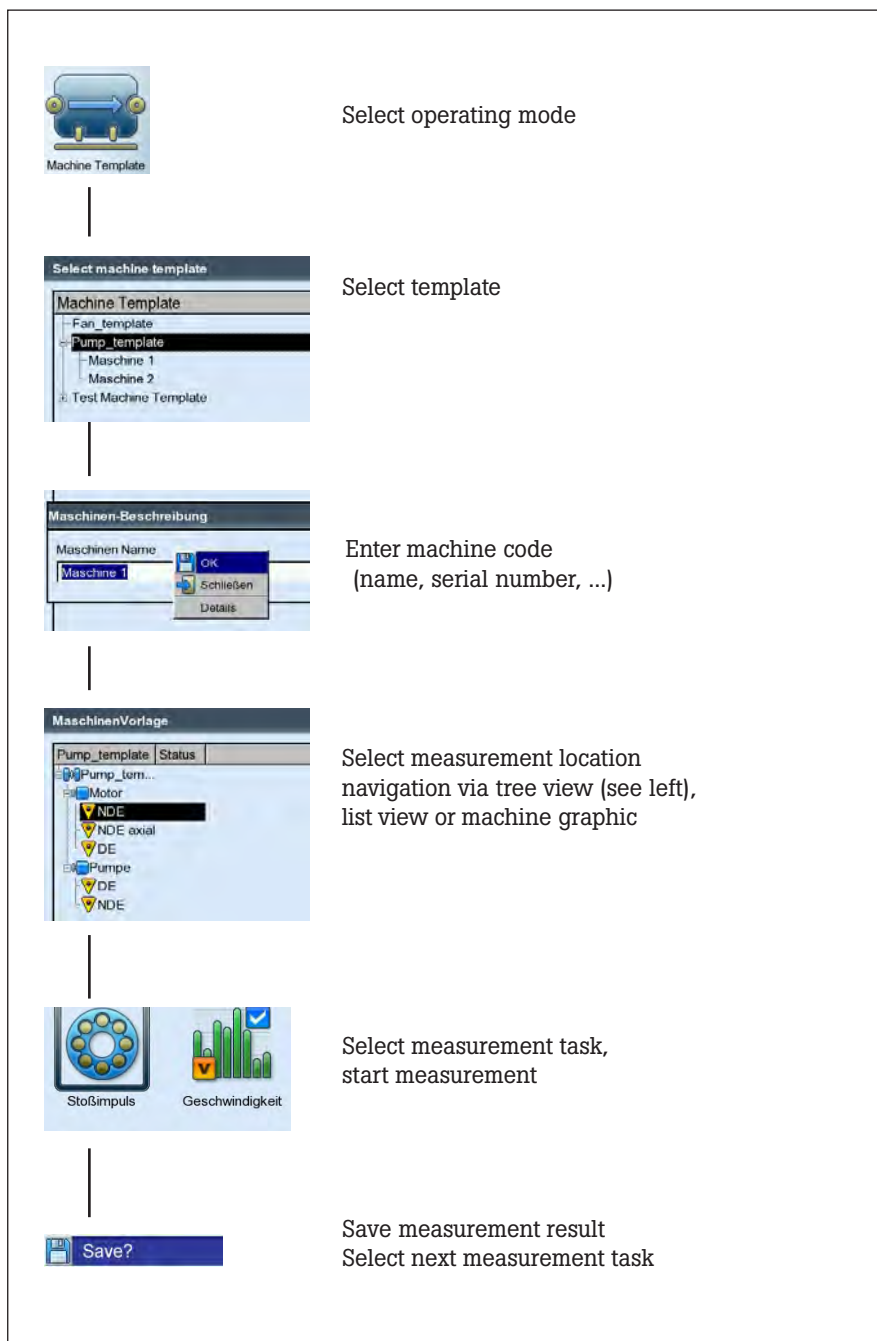 Machine Template
Select operating mode
Select machine template
Machine Template
Fan_template
Pump_template
Maschine 1
Maschine 2
Test Machine Template
Select template
Maschinen-Beschreibung
Maschinen Name
Maschine 1
OK
Schließen
Details
Enter machine code
(name, serial number, ...)
MaschinenVorlage
Pump_template Status
Pump_tem...
Motor
NDE
NDE axial
DE
Pumpe
DE
NDE
Select measurement location
navigation via tree view (see left),
list view or machine graphic
V
Stoßimpuls Geschwindigkeit
Select measurement task,
start measurement
Save?
Save measurement result
Select next measurement task